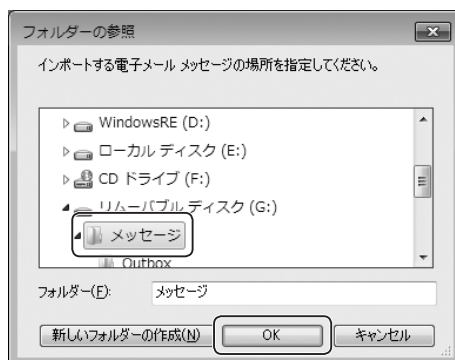 フォルダーの参照
インポートする電子メール メッセージの場所を指定してください。
WindowsRE (D:)
ローカル ディスク (E:)
CD ドライブ (F:)
リムーバブル ディスク (G:)
メッセージ
Outbox
フォルダー(F): メッセージ
新しいフォルダーの作成(N) OK キャンセル